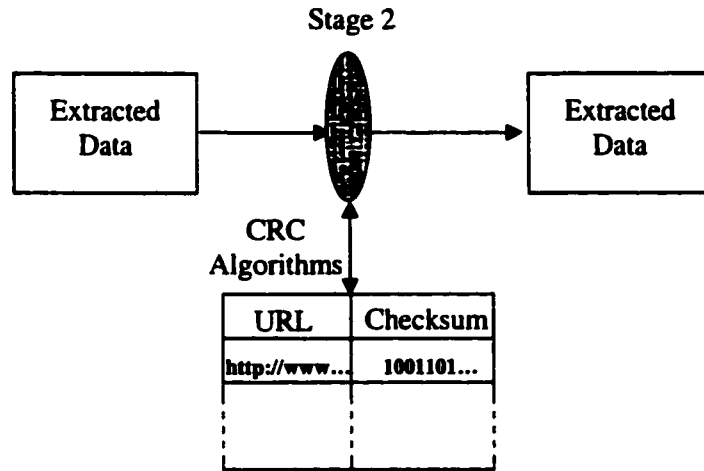 Stage 2
Extracted
Data
Extracted
Data
CRC
Algorithms
URL Checksum
http://www... 1001101...